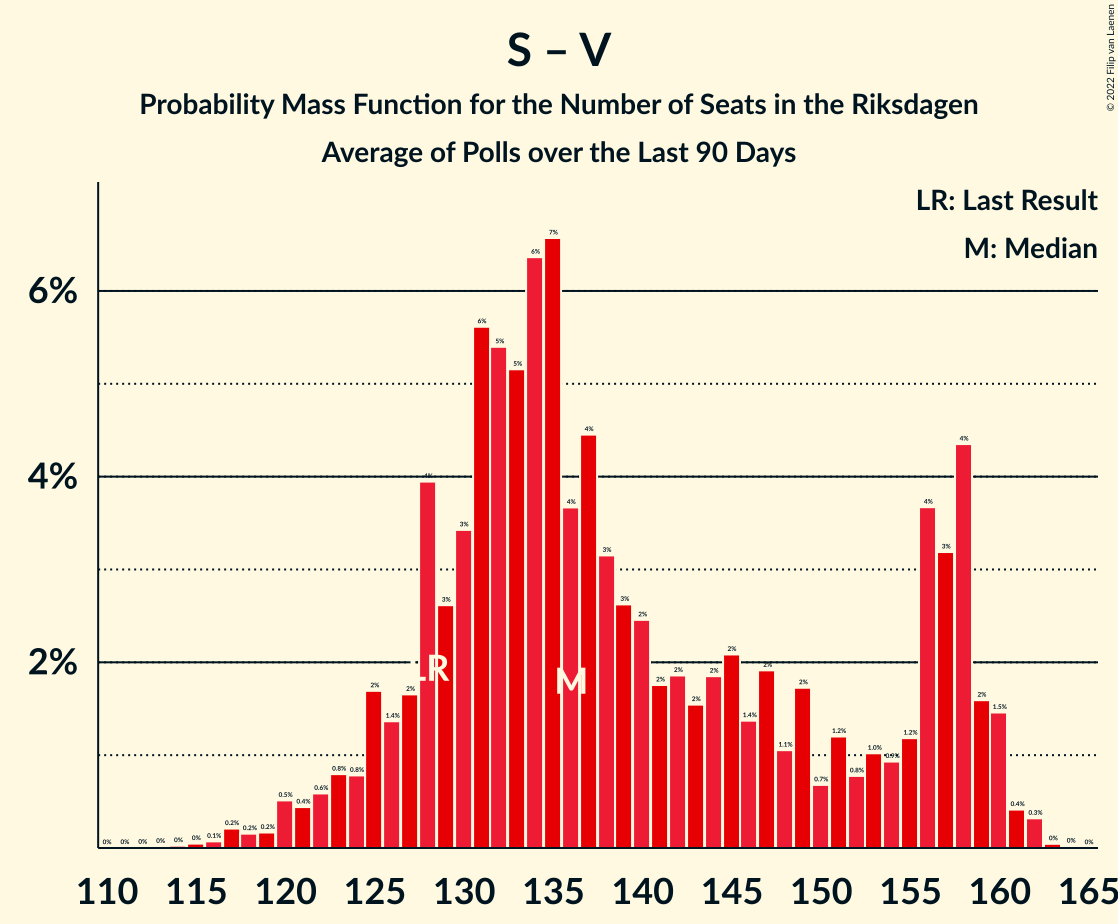 S – V
Probability Mass Function for the Number of Seats in the Riksdagen
Average of Polls over the Last 90 Days
© 2022 Filip van Laenen
LR: Last Result
M: Median
6%
4%
2%
0% 0% 0% 0% 0% 0% 0.1% 0.2% 0.2% 0.2% 0.5% 0.4% 0.6% 0.8% 0.8% 2% 1.4% 2% 4% 3% 3% 6% 5% 5% 6% 7% 4% 4% 3% 3% 2% 2% 2% 2% 2% 2% 1.4% 2% 1.1% 2% 0.7% 1.2% 0.8% 1.0% 0.9% 1.2% 4% 3% 4% 2% 1.5% 0.4% 0.3% 0% 0% 0%
LR
M
110 115 120 125 130 135 140 145 150 155 160 165